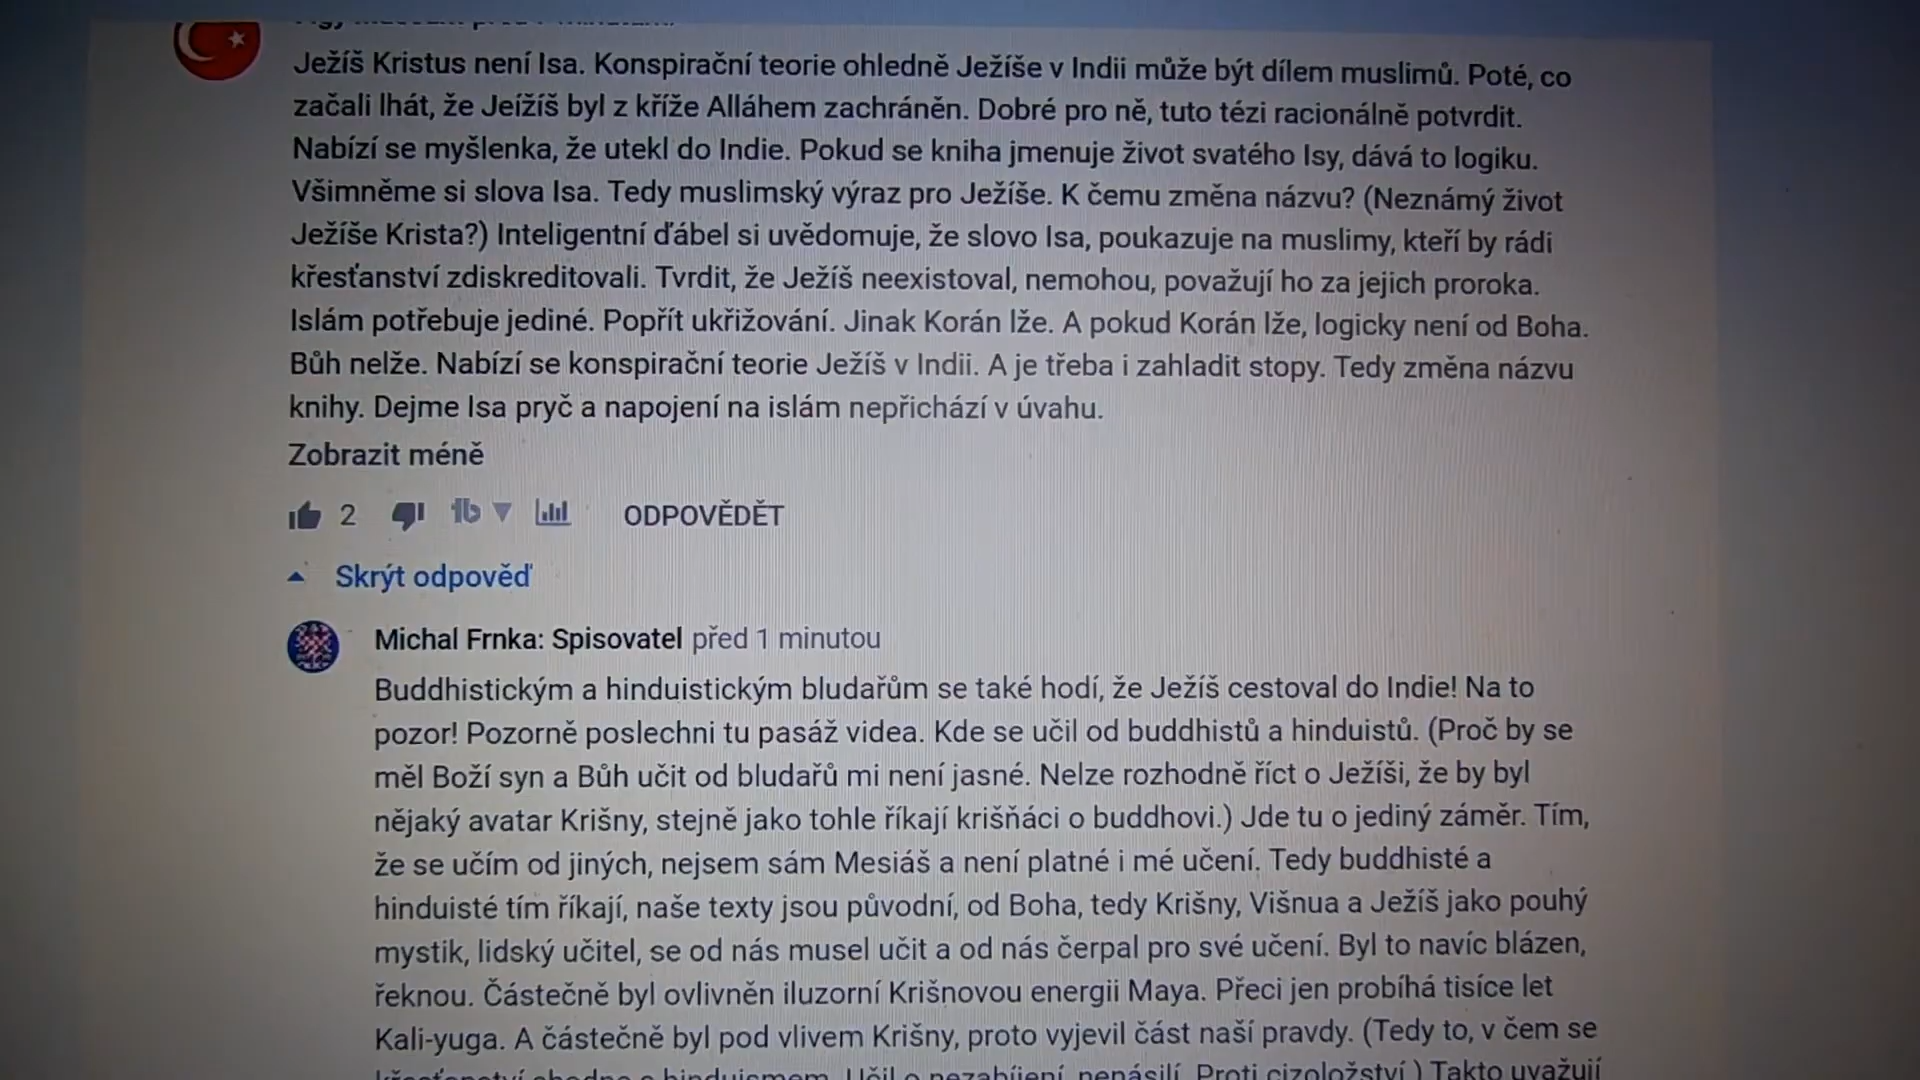 Ježíš Kristus není Isa. Konspirační teorie ohledně Ježíše v Indii může být dílem muslimů. Poté, co
začali lhát, že Jeížíš byl z kříže Alláhem zachráněn. Dobré pro ně, tuto tézi racionálně potvrdit.
Nabízí se myšlenka, že utekl do Indie. Pokud se kniha jmenuje život svatého Isy, dává to logiku.
Všimněme si slova Isa. Tedy muslimský výraz pro Ježíše. K čemu změna názvu? (Neznámý život
Ježíše Krista?) Inteligentní ďábel si uvědomuje, že slovo Isa, poukazuje na muslimy, kteří by rádi
křesťanství zdiskreditovali. Tvrdit, že Ježíš neexistoval, nemohou, považují ho za jejich proroka.
Islám potřebuje jediné. Popřít ukřižování. Jinak Korán lže. A pokud Korán lže, logicky není od Boha.
Bůh nelže. Nabízí se konspirační teorie Ježíš v Indii. A je třeba i zahladit stopy. Tedy změna názvu
knihy. Dejme Isa pryč a napojení na islám nepřichází v úvahu.
Zobrazit méně
2 ODPOVĚDĚT
Skrýt odpověď
Michal Frnka: Spisovatel před 1 minutou
Buddhistickým a hinduistickým bludařům se také hodí, že Ježíš cestoval do Indie! Na to
pozor! Pozorně poslechni tu pasáž videa. Kde se učil od buddhistů a hinduistů. (Proč by se
měl Boží syn a Bůh učit od bludařů mi není jasné. Nelze rozhodně říct o Ježíši, že by byl
nějaký avatar Krišny, stejně jako tohle říkají krišňáci o buddhovi.) Jde tu o jediný záměr. Tím,
že se učím od jiných, nejsem sám Mesiáš a není platné i mé učení. Tedy buddhisté a
hinduisté tím říkají, naše texty jsou původní, od Boha, tedy Krišny, Višnua a Ježíš jako pouhý
mystik, lidský učitel, se od nás musel učit a od nás čerpal pro své učení. Byl to navíc blázen,
řeknou. Částečně byl ovlivněn iluzorní Krišnovou energii Maya. Přeci jen probíhá tisíce let
Kali-yuga. A částečně byl pod vlivem Krišny, proto vyjevil část naší pravdy. (Tedy to, v čem se
křesťanství shodne s hinduismem. Učil o nezabíjení, nenásilí. Proti cizoložství.) Takto uvažují